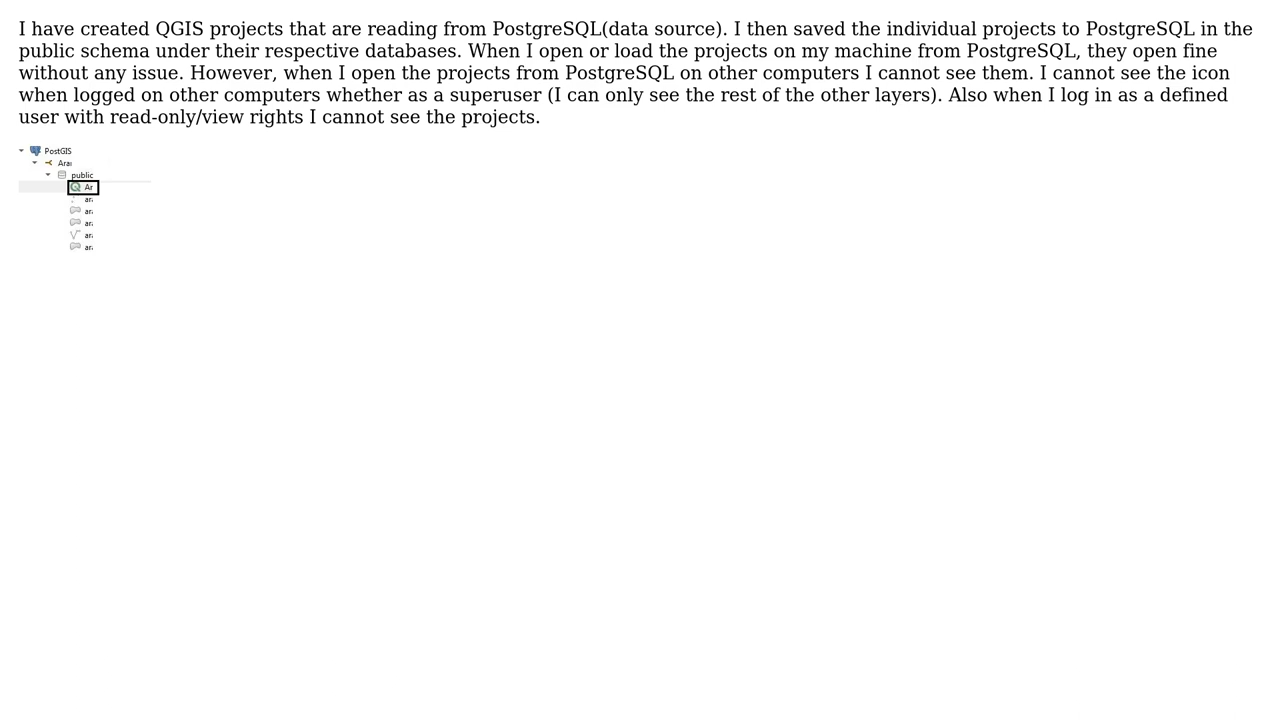 I have created QGIS projects that are reading from PostgreSQL(data source). I then saved the individual projects to PostgreSQL in the
public schema under their respective databases. When I open or load the projects on my machine from PostgreSQL, they open fine
without any issue. However, when I open the projects from PostgreSQL on other computers I cannot see them. I cannot see the icon
when logged on other computers whether as a superuser (I can only see the rest of the other layers). Also when I log in as a defined
user with read-only/view rights I cannot see the projects.
PostGIS
public
Ar